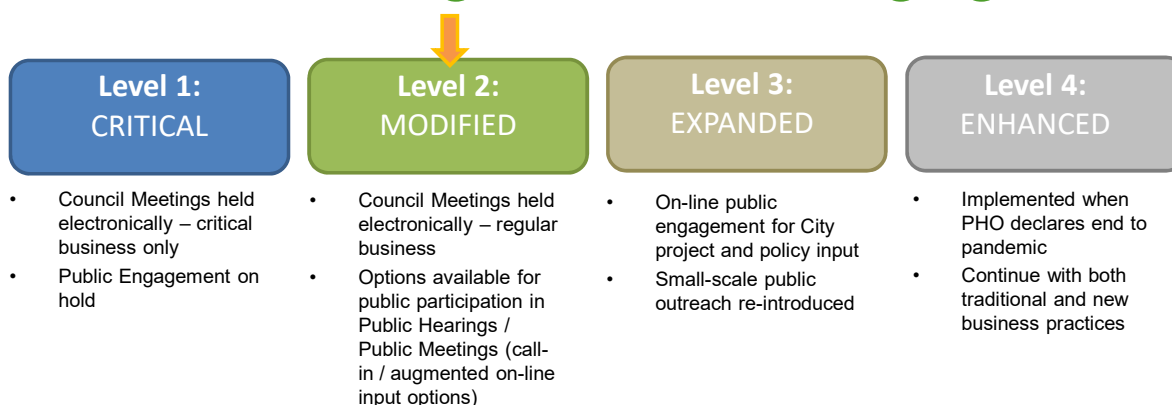 Level 1:
CRITICAL
Level 2:
MODIFIED
Level 3:
EXPANDED
Level 4:
ENHANCED
• Council Meetings held
electronically – critical
business only
• Public Engagement on
hold
• Council Meetings held
electronically – regular
business
• Options available for
public participation in
Public Hearings /
Public Meetings (call-
in / augmented on-line
input options)
• On-line public
engagement for City
project and policy input
• Small-scale public
outreach re-introduced
• Implemented when
PHO declares end to
pandemic
• Continue with both
traditional and new
business practices